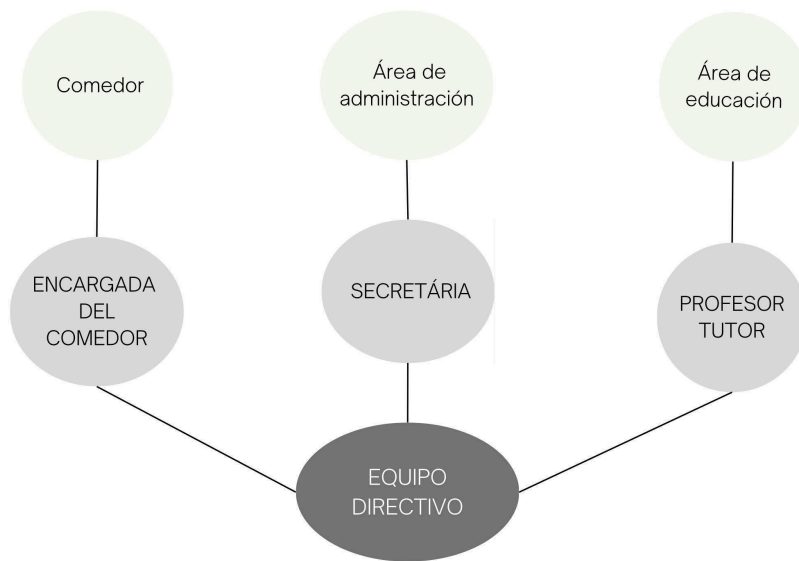 Comedor
Área de
administración
Área de
educación
ENCARGADA
DEL
COMEDOR
SECRETÁRIA
PROFESOR
TUTOR
EQUIPO
DIRECTIVO